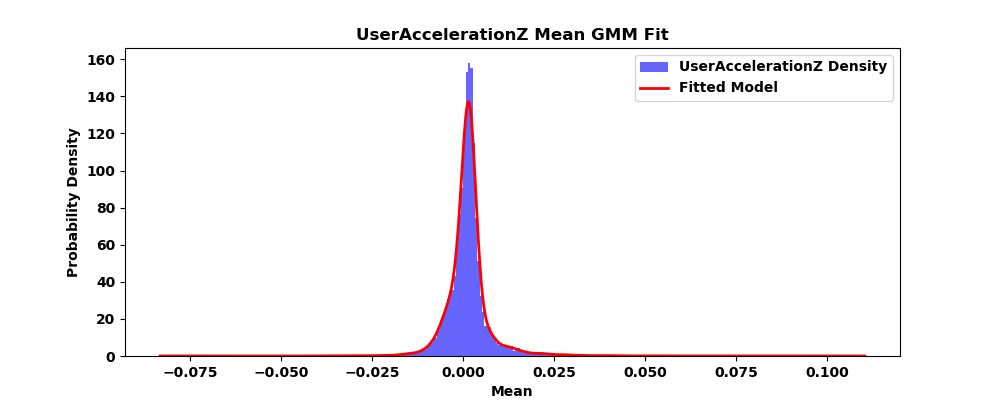 UserAccelerationZ Mean GMM Fit
UserAccelerationZ Density
Fitted Model
Probability Density
160
140
120
100
80
60
40
20
0
−0.075 −0.050 −0.025 0.000 0.025 0.050 0.075 0.100
Mean